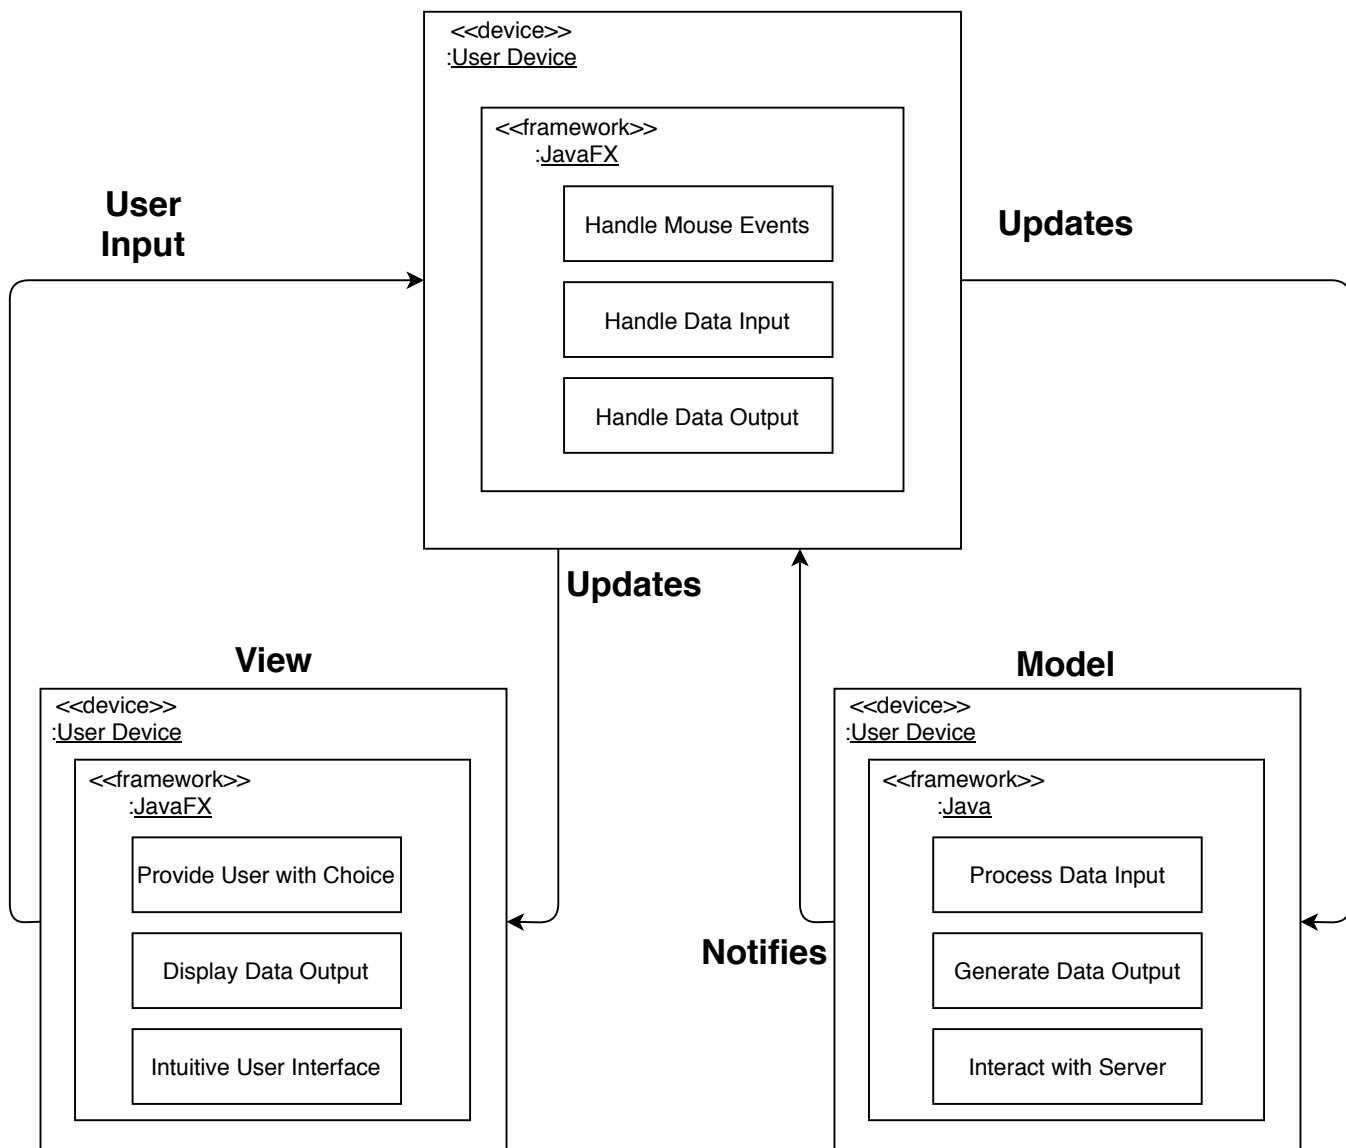 <<device>>
:User Device
<<framework>>
:JavaFX
Handle Mouse Events
Handle Data Input
Handle Data Output
User
Input
Updates
Updates
View
<<device>>
:User Device
<<framework>>
:JavaFX
Provide User with Choice
Display Data Output
Intuitive User Interface
Notifies
Model
<<device>>
:User Device
<<framework>>
:Java
Process Data Input
Generate Data Output
Interact with Server